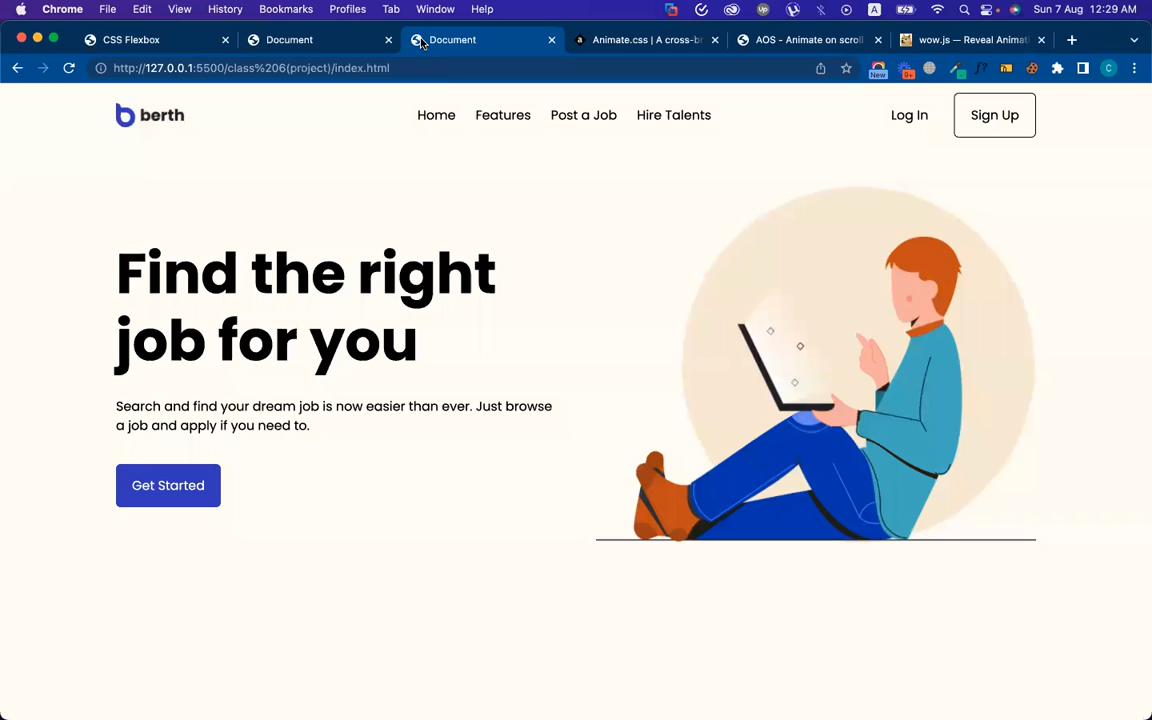 Chrome File Edit View History Bookmarks Profiles Tab Window Help Up A Sun 7 Aug 12:29 AM
CSS Flexbox Document Document Animate.css | A cross-br AOS - Animate on scroll wow.js — Reveal Animati
http://127.0.0.1:5500/class%206(project)/index.html New 9+ f? C
berth Home Features Post a Job Hire Talents Log In Sign Up
Find the right
job for you
Search and find your dream job is now easier than ever. Just browse
a job and apply if you need to.
Get Started